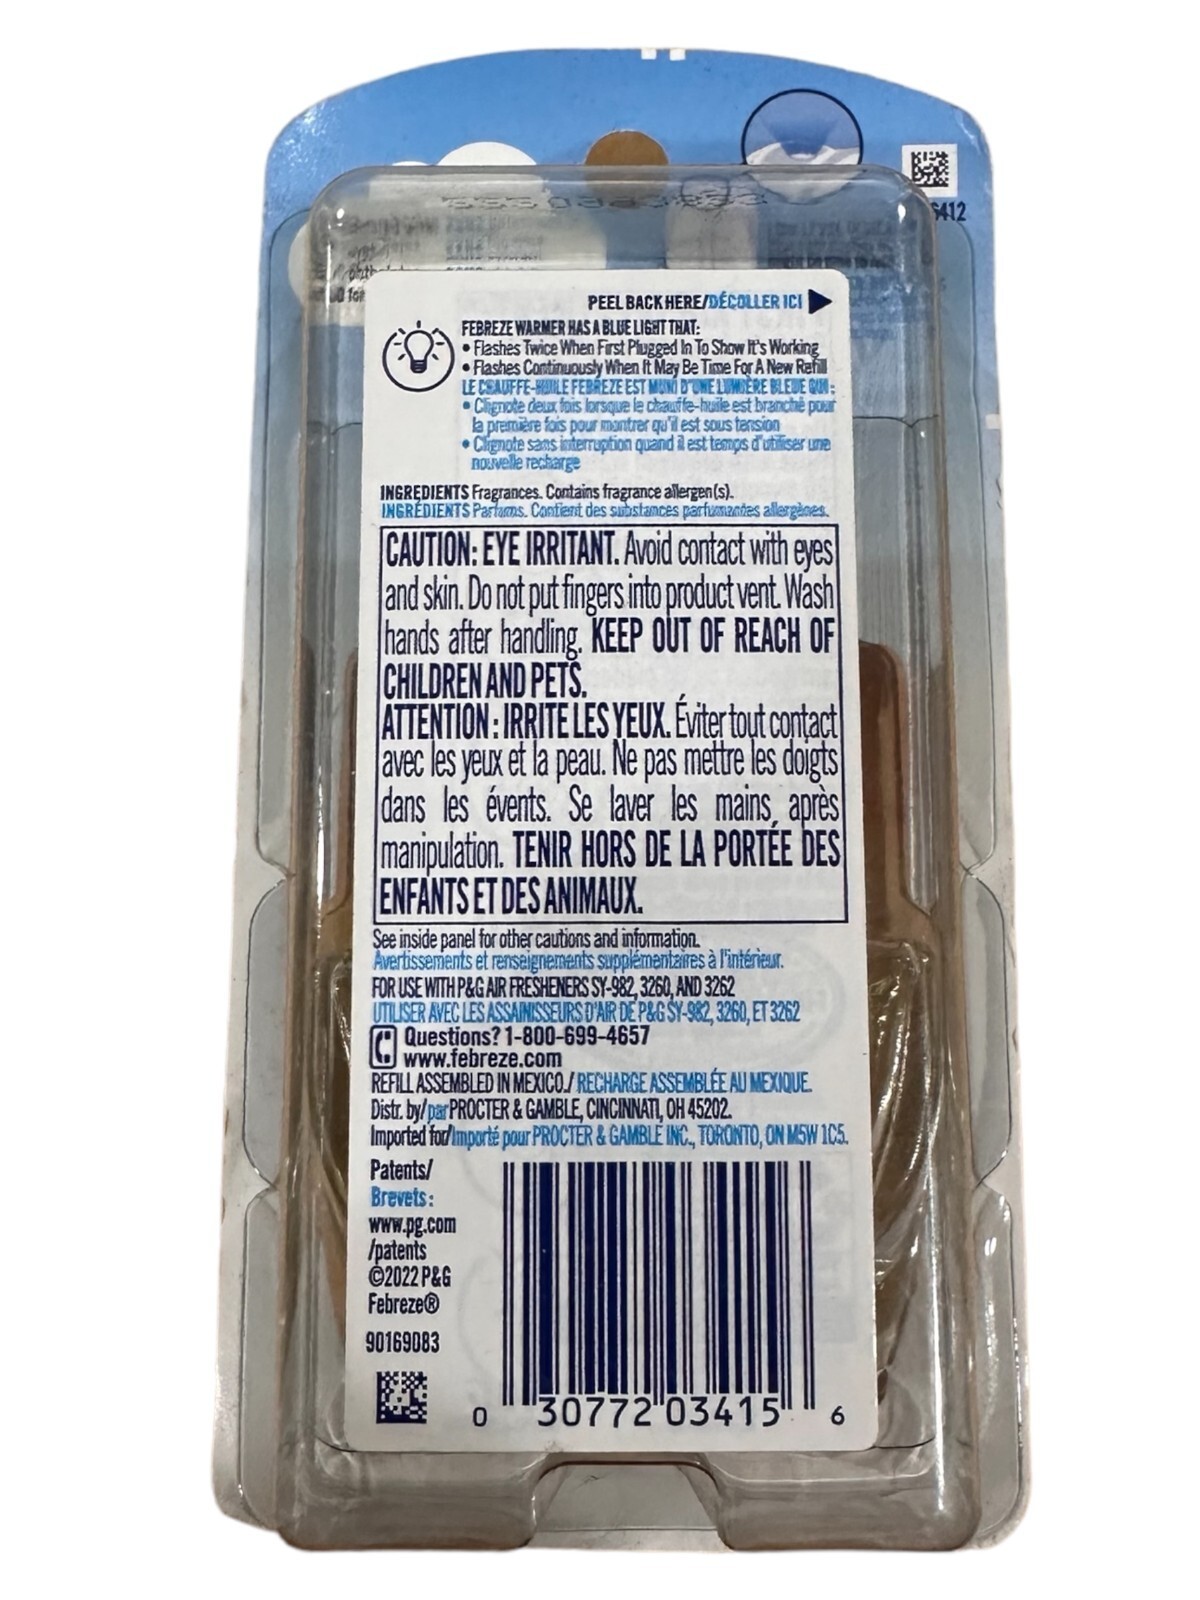 6412
PEEL BACK HERE/DÉCOLLER ICI
FEBREZE WARMER HAS A BLUE LIGHT THAT:
• Flashes Twice When First Plugged In To Show It's Working
• Flashes Continuously When It May Be Time For A New Refill
LE CHAUFFE-HUILE FEBREZE EST MUNI D'UNE LUMIÈRE BLEUE QUI :
• Clignote deux fois lorsque le chauffe-huile est branché pour
la première fois pour montrer qu'il est sous tension
• Clignote sans interruption quand il est temps d'utiliser une
nouvelle recharge
INGREDIENTS Fragrances. Contains fragrance allergen(s).
INGRÉDIENTS Parfums. Contient des substances parfumantes allergènes.
CAUTION: EYE IRRITANT. Avoid contact with eyes
and skin. Do not put fingers into product vent. Wash
hands after handling. KEEP OUT OF REACH OF
CHILDREN AND PETS.
ATTENTION : IRRITE LES YEUX. Éviter tout contact
avec les yeux et la peau. Ne pas mettre les doigts
dans les évents. Se laver les mains après
manipulation. TENIR HORS DE LA PORTÉE DES
ENFANTS ET DES ANIMAUX.
See inside panel for other cautions and information.
Avertissements et renseignements supplémentaires à l'intérieur.
FOR USE WITH P&G AIR FRESHENERS SY-982, 3260, AND 3262
UTILISER AVEC LES ASSAINISSEURS D'AIR DE P&G SY-982, 3260, ET 3262
Questions? 1-800-699-4657
www.febreze.com
REFILL ASSEMBLED IN MEXICO./ RECHARGE ASSEMBLÉE AU MEXIQUE.
Distr. by/par PROCTER & GAMBLE, CINCINNATI, OH 45202.
Imported for/Importé pour PROCTER & GAMBLE INC., TORONTO, ON M5W 1C5.
Patents/
Brevets :
www.pg.com
/patents
©2022 P&G
Febreze®
90169083
0 30772 03415 6